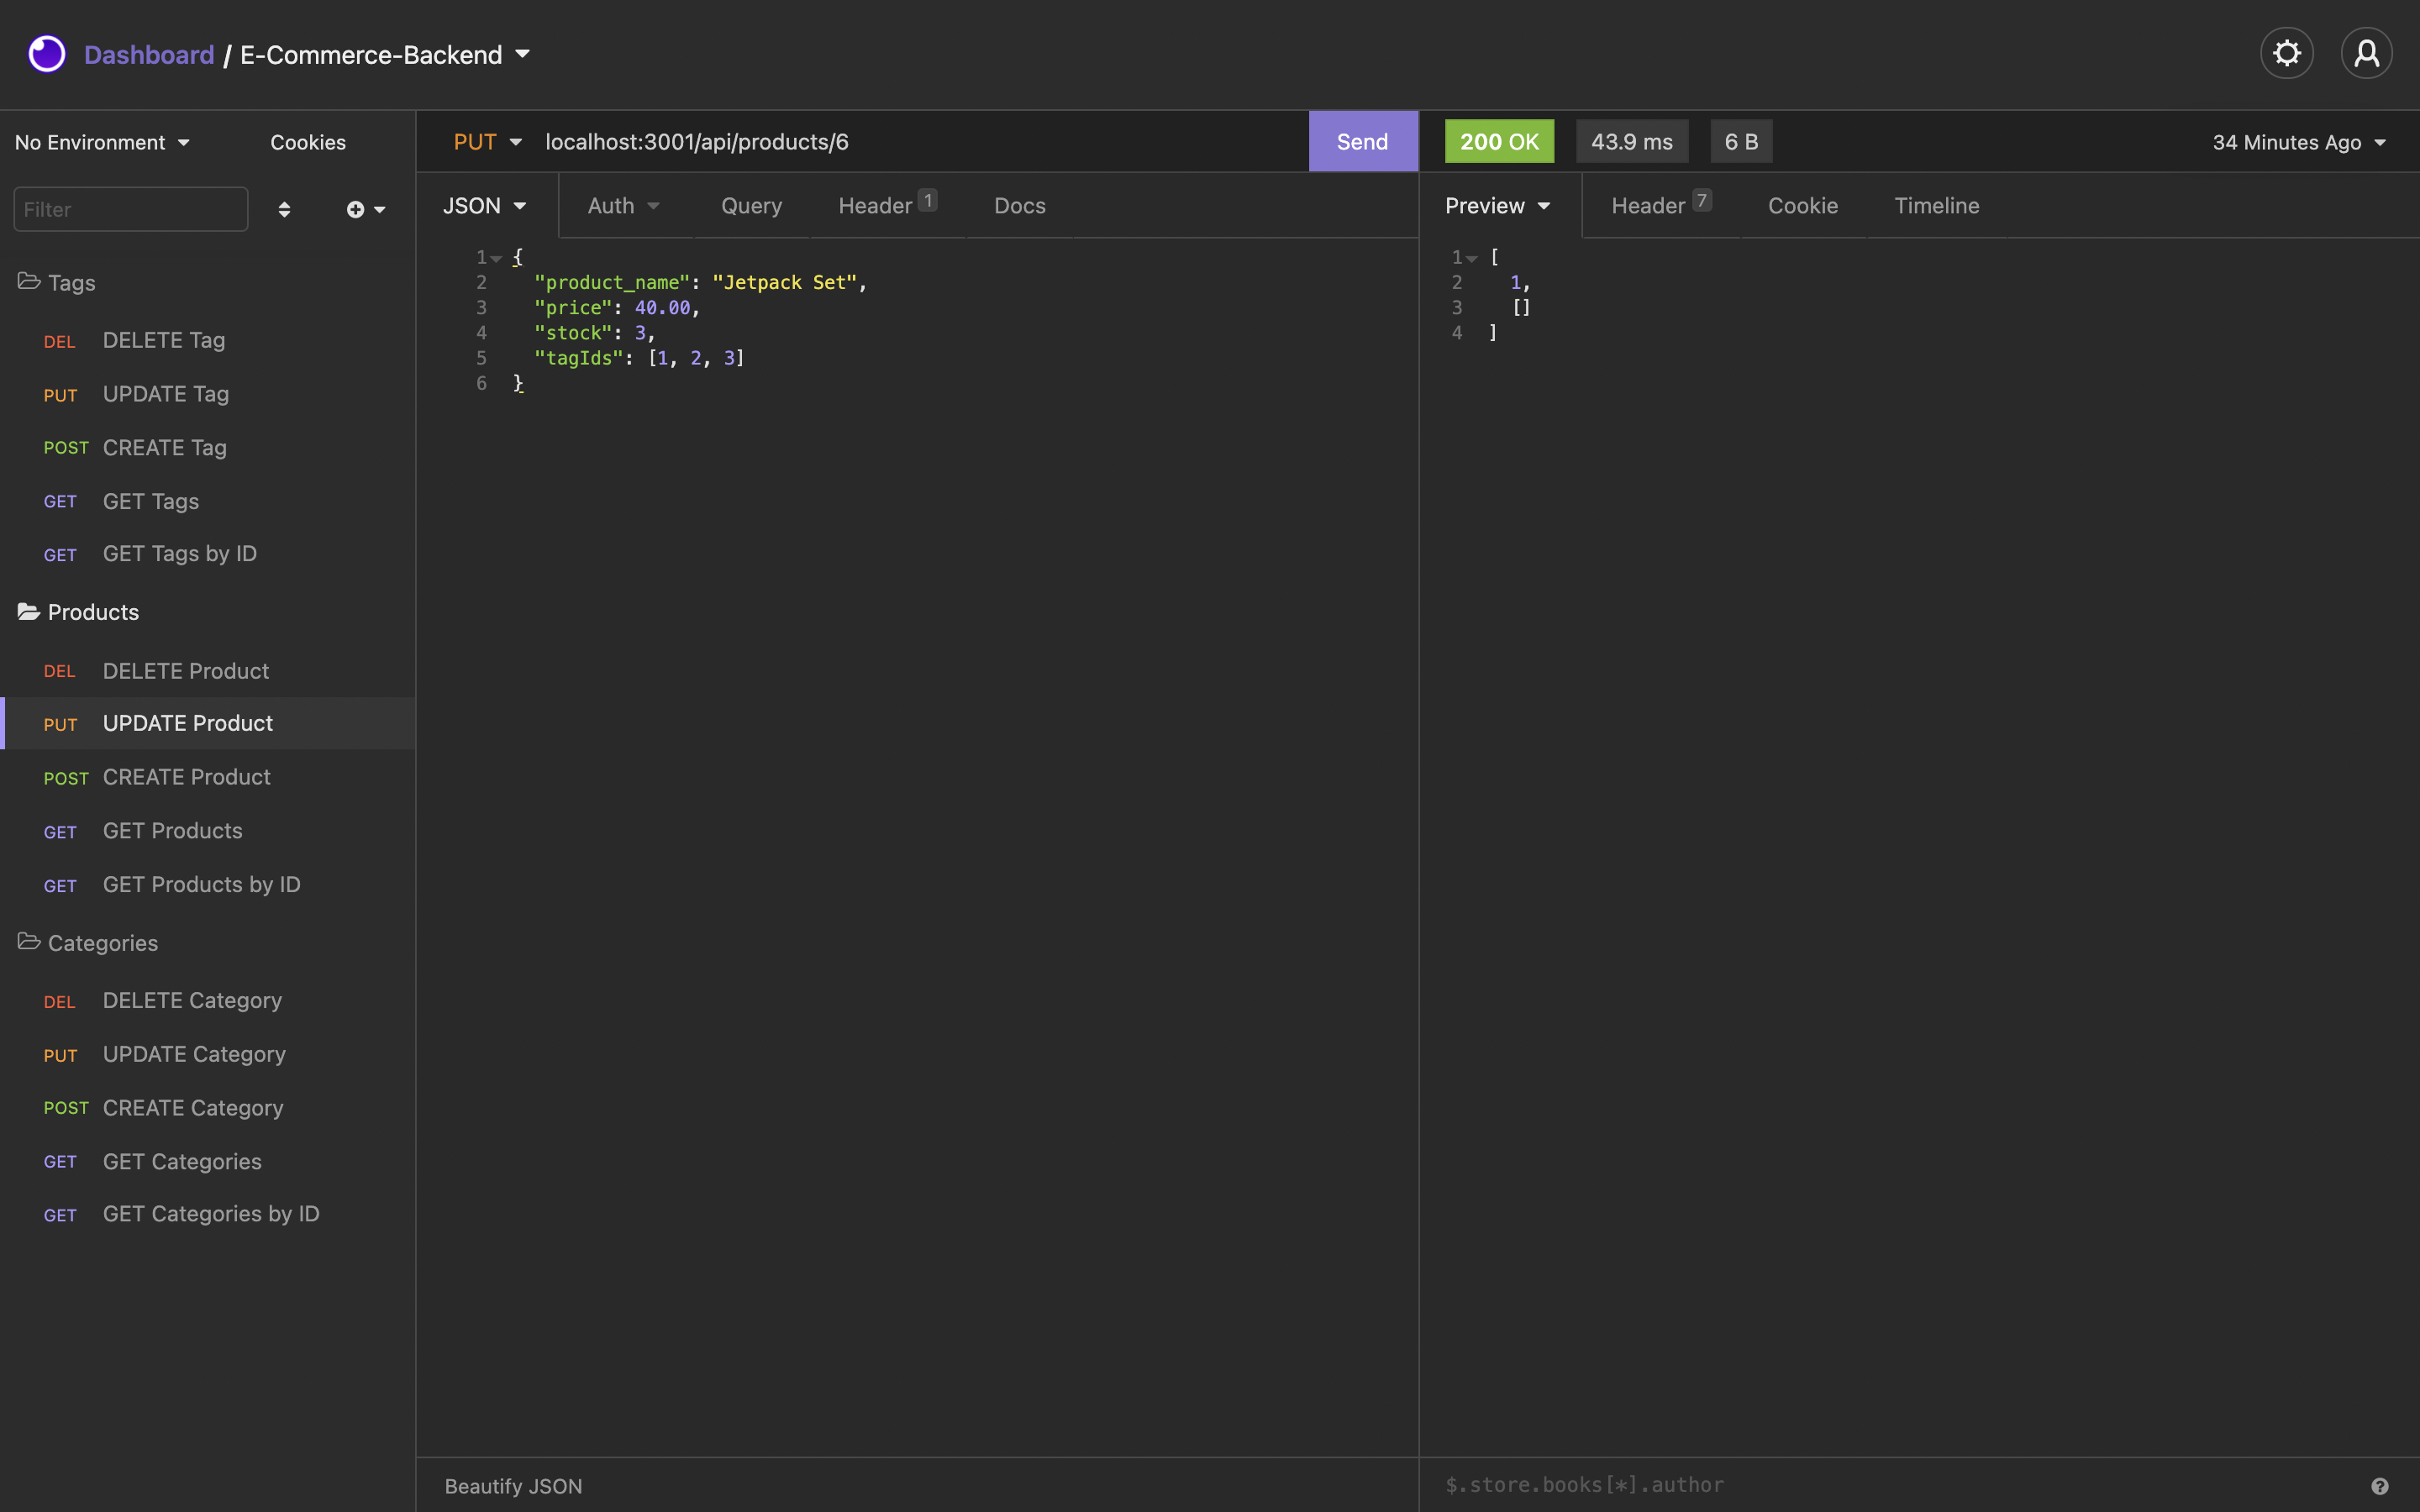 Dashboard / E-Commerce-Backend
No Environment
Cookies
Filter
Tags
DEL DELETE Tag
PUT UPDATE Tag
POST CREATE Tag
GET GET Tags
GET GET Tags by ID
Products
DEL DELETE Product
PUT UPDATE Product
POST CREATE Product
GET GET Products
GET GET Products by ID
Categories
DEL DELETE Category
PUT UPDATE Category
POST CREATE Category
GET GET Categories
GET GET Categories by ID
PUT localhost:3001/api/products/6 Send
JSON Auth Query Header 1 Docs
1 {
2 "product_name": "Jetpack Set",
3 "price": 40.00,
4 "stock": 3,
5 "tagIds": [1, 2, 3]
6 }
Beautify JSON
200 OK 43.9 ms 6 B 34 Minutes Ago
Preview Header 7 Cookie Timeline
1 [
2 1,
3 []
4 ]
$.store.books[*].author
?